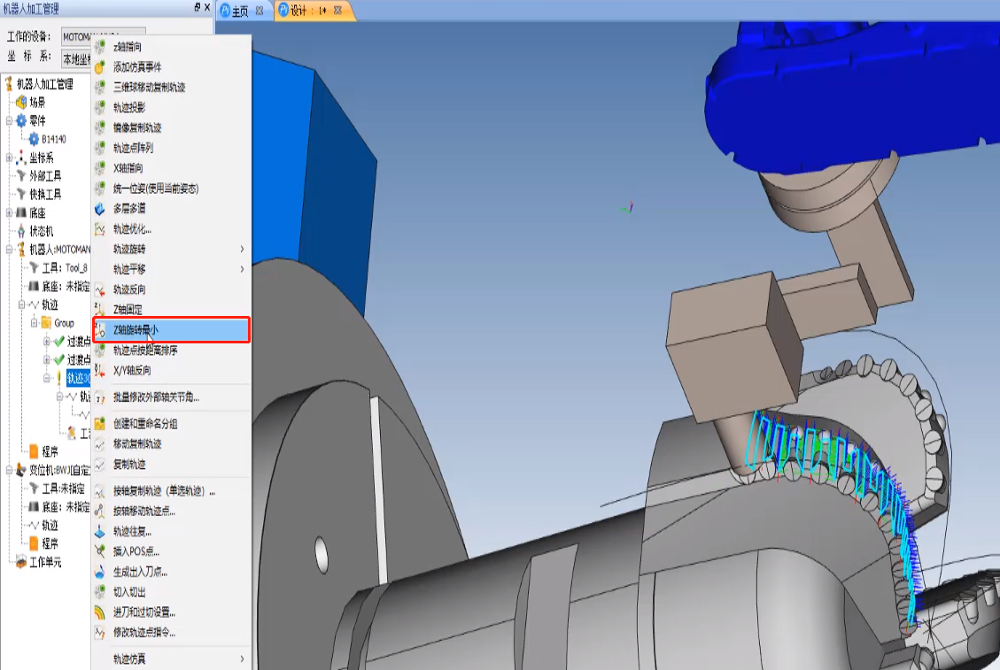 机器人加工管理
主页
设计 : 1*
工作的设备:
坐 标 系:
本地坐标
机器人加工管理
场景
零件
B14140
坐标系
外部工具
快换工具
底座
状态机
机器人:MOTOMAN
工具: Tool_8
底座: 未指定
轨迹
Group
过渡点
过渡点
程序
变位机:BWJ(自定
工具:未指定
底座: 未指定
轨迹
程序
工作单元
z轴指向
添加仿真事件
三维球移动复制轨迹
轨迹投影
镜像复制轨迹
轨迹点阵列
X轴指向
统一位姿(使用当前姿态)
多层多道
轨迹优化...
轨迹旋转
轨迹平移
轨迹反向
Z轴固定
Z轴旋转最小
轨迹点按距离排序
X/Y轴反向
批量修改外部轴关节角...
创建和重命名分组
移动复制轨迹
复制轨迹
按轴复制轨迹（单选轨迹）...
按轴移动轨迹点...
轨迹往复...
插入POS点...
生成出入刀点...
切入切出
进刀和过切设置...
修改轨迹点指令...
轨迹仿真